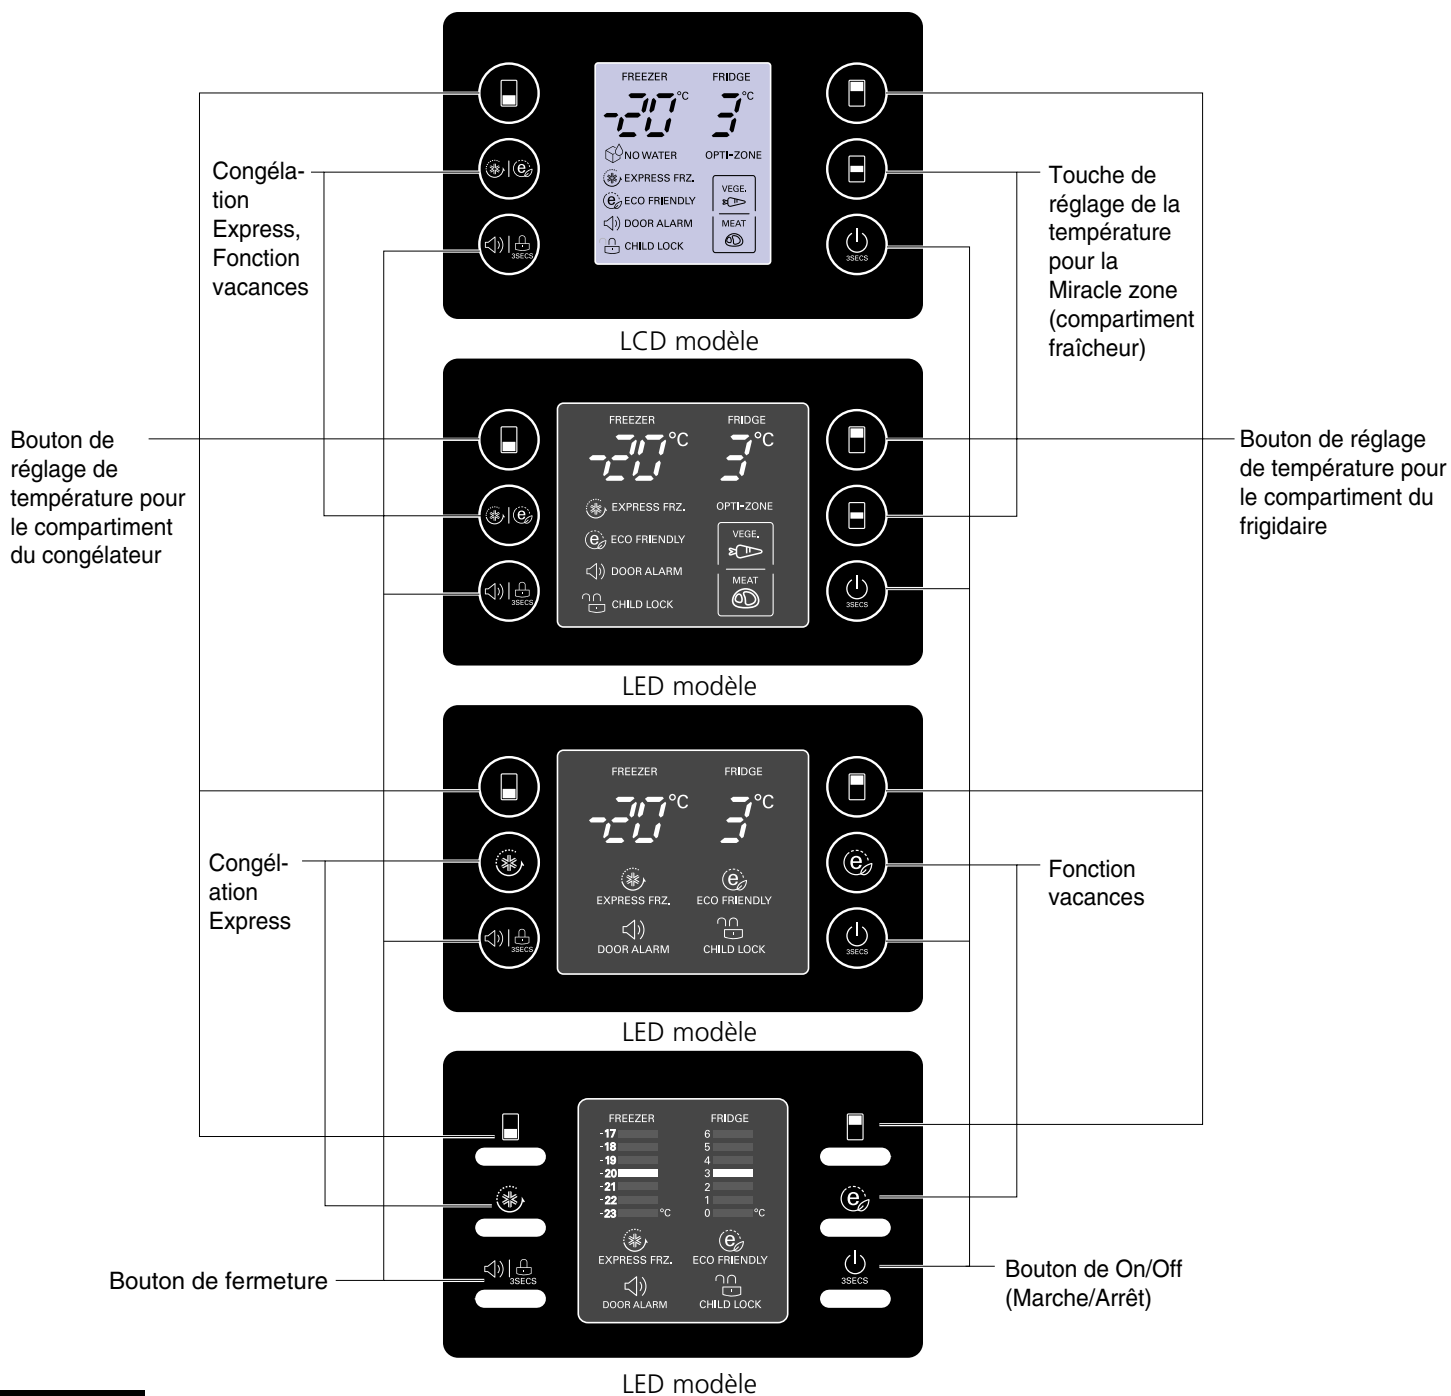 FREEZER FRIDGE
-20°C 3°C
NO WATER OPTI-ZONE
EXPRESS FRZ.
ECO FRIENDLY VEGE.
DOOR ALARM MEAT
CHILD LOCK
3SECS
3SECS
LCD modèle
Congéla-
tion
Express,
Fonction
vacances
Touche de
réglage de la
température
pour la
Miracle zone
(compartiment
fraîcheur)
FREEZER FRIDGE
-20°C 3°C
EXPRESS FRZ. OPTI-ZONE
ECO FRIENDLY VEGE.
DOOR ALARM MEAT
CHILD LOCK
3SECS
3SECS
LED modèle
Bouton de
réglage de
température pour
le compartiment
du congélateur
Bouton de réglage
de température pour
le compartiment du
frigidaire
FREEZER FRIDGE
-20°C 3°C
EXPRESS FRZ. ECO FRIENDLY
DOOR ALARM CHILD LOCK
3SECS
3SECS
LED modèle
Congél-
ation
Express
Fonction
vacances
FREEZER FRIDGE
-17 6
-18 5
-19 4
-20 3
-21 2
-22 1
-23 °C 0 °C
EXPRESS FRZ. ECO FRIENDLY
DOOR ALARM CHILD LOCK
3SECS
3SECS
Bouton de fermeture
Bouton de On/Off
(Marche/Arrêt)
LED modèle